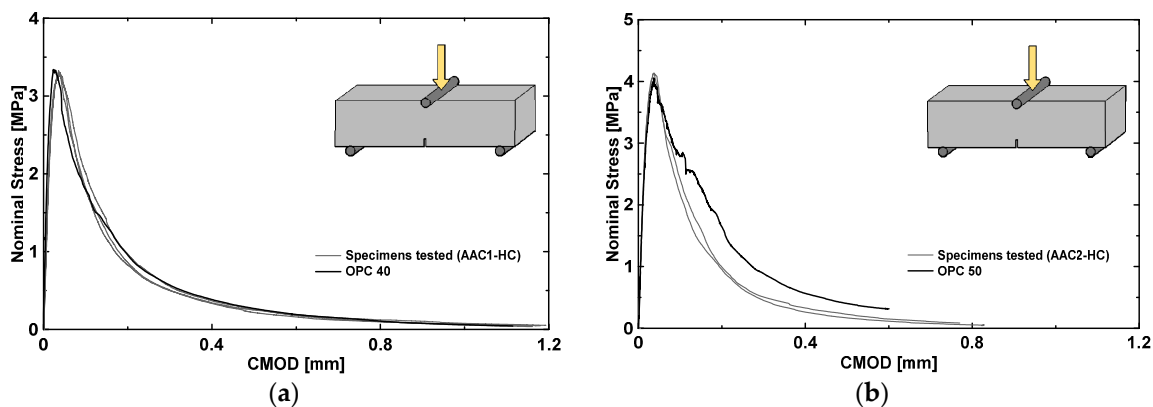 4
3
2
1
0
Nominal Stress [MPa]
Specimens tested (AAC1-HC)
OPC 40
0
0.4
0.8
1.2
CMOD [mm]
(a)
5
4
3
2
1
0
Nominal Stress [MPa]
Specimens tested (AAC2-HC)
OPC 50
0
0.4
0.8
1.2
CMOD [mm]
(b)